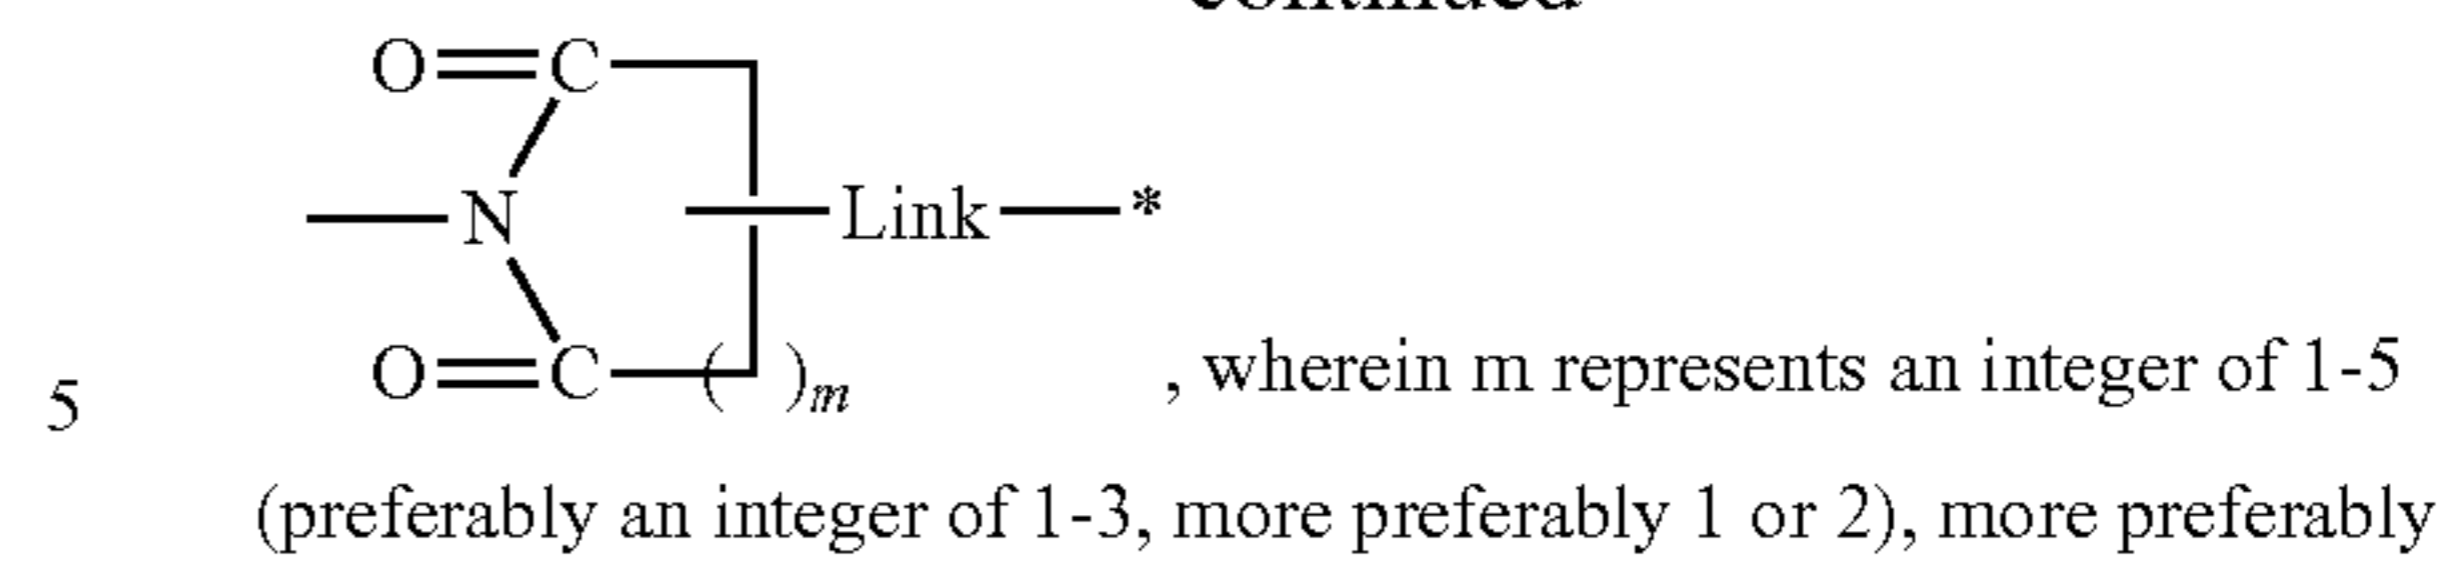 O=C
N
Link—*
O=C ( )m
5 , wherein m represents an integer of 1-5
(preferably an integer of 1-3, more preferably 1 or 2), more preferably